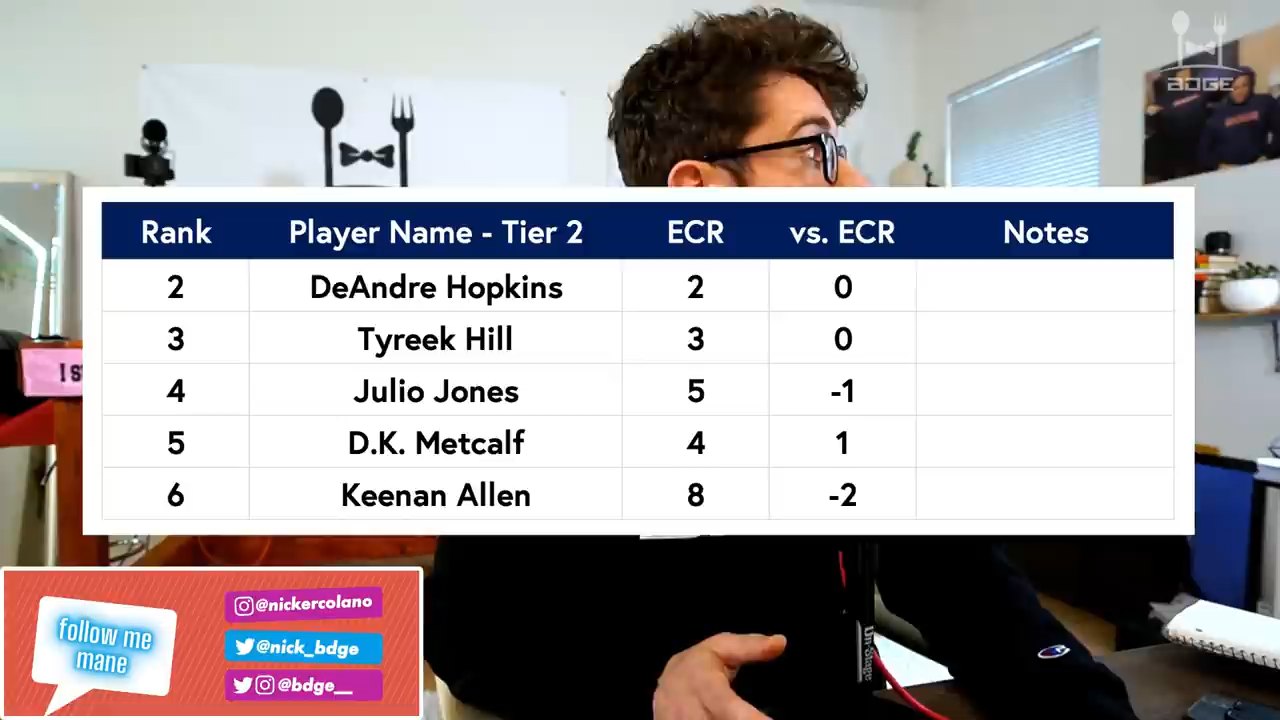 BDGE
Rank Player Name - Tier 2 ECR vs. ECR Notes
2 DeAndre Hopkins 2 0
3 Tyreek Hill 3 0
4 Julio Jones 5 -1
5 D.K. Metcalf 4 1
6 Keenan Allen 8 -2
I S
follow me
mane
@nickercolano
@nick_bdge
@bdge__
On-Stage